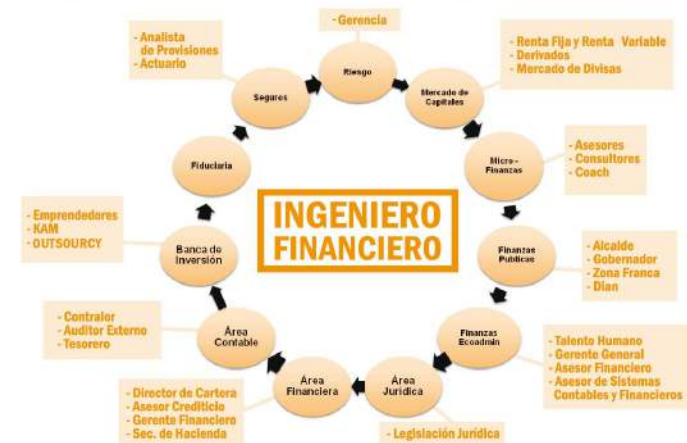 - Gerencia
Riesgo
- Renta Fija y Renta Variable
- Derivados
- Mercado de Divisas
Mercado de
Capitales
- Asesores
- Consultores
- Coach
Micro-
Finanzas
- Alcalde
- Gobernador
- Zona Franca
- Dian
Finanzas
Publicas
- Talento Humano
- Gerente General
- Asesor Financiero
- Asesor de Sistemas
Contables y Financieros
Finanzas
Ecoadmin
- Legislación Jurídica
Área
Jurídica
- Director de Cartera
- Asesor Crediticio
- Gerente Financiero
- Sec. de Hacienda
Área
Financiera
- Contralor
- Auditor Externo
- Tesorero
Área
Contable
- Emprendedores
- KAM
- OUTSOURCY
Banca de
Inversión
Fiduciaria
- Analista
de Provisiones
- Actuario
Seguros
INGENIERO
FINANCIERO